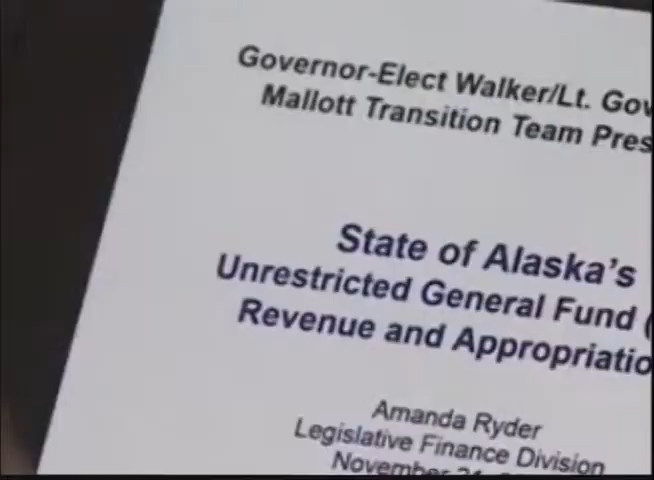 Governor-Elect Walker/Lt. Gov
Mallott Transition Team Pres
State of Alaska's
Unrestricted General Fund (
Revenue and Appropriatio
Amanda Ryder
Legislative Finance Division
November